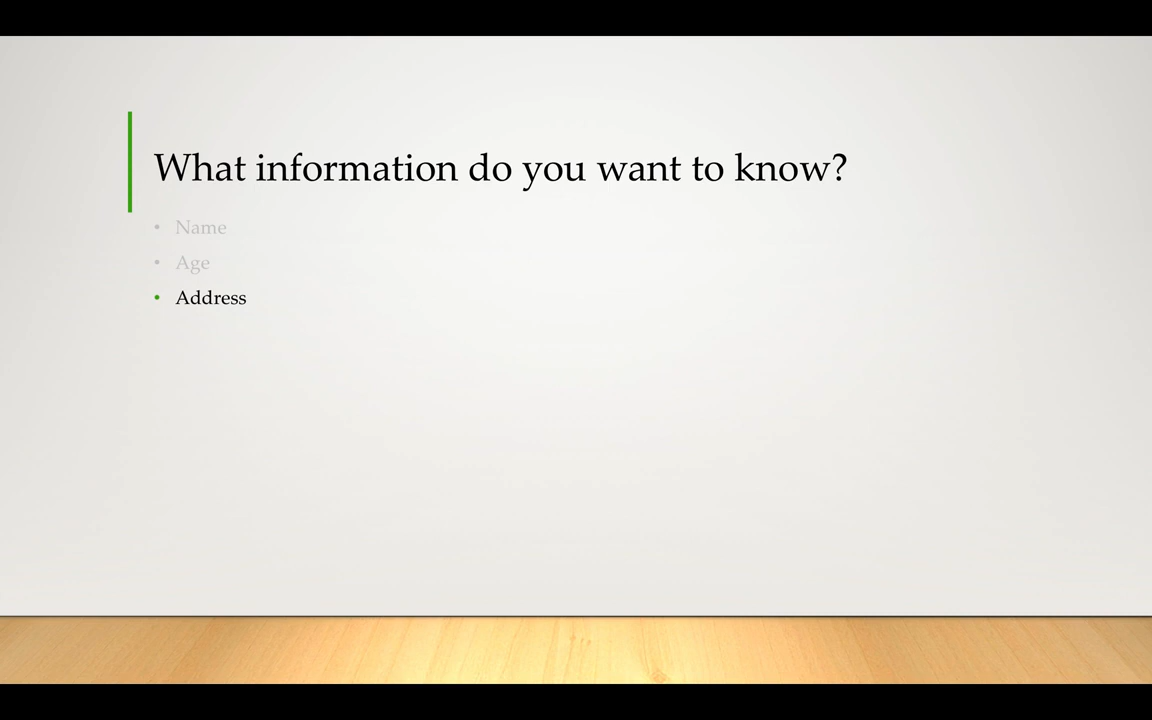 What information do you want to know?
• Name
• Age
• Address